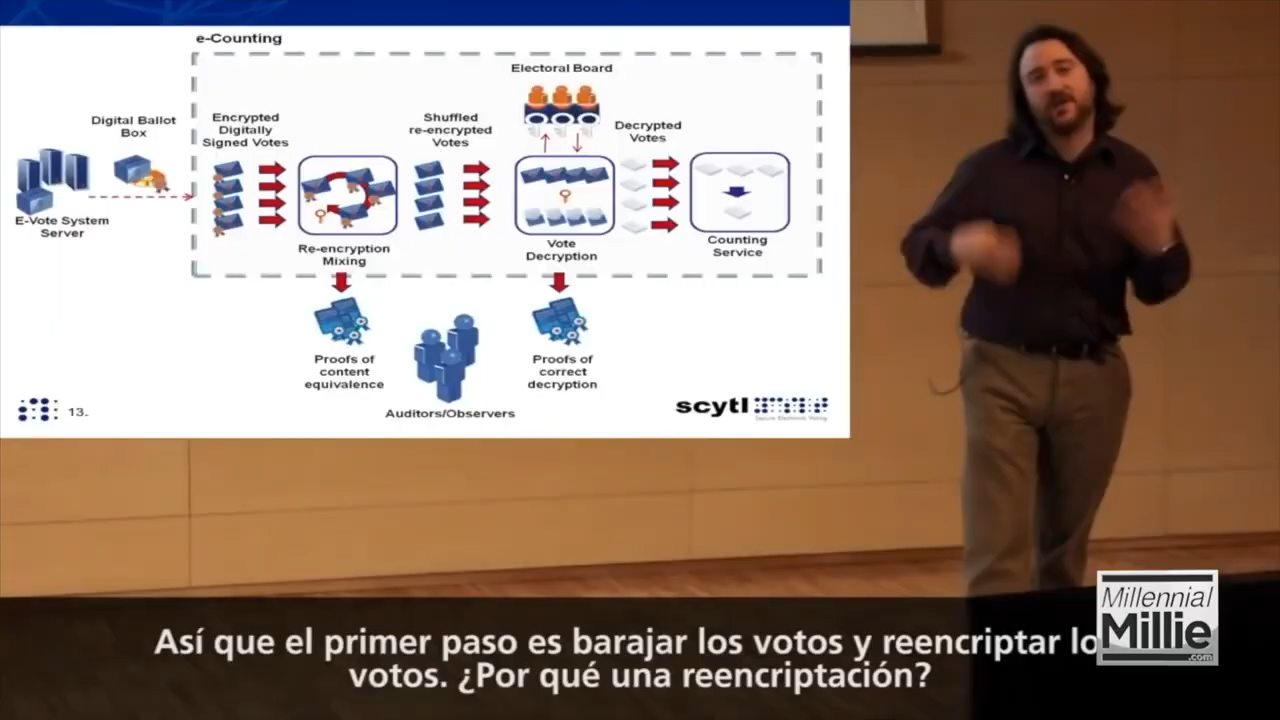 e-Counting
Electoral Board
Digital Ballot
Box
Encrypted
Digitally
Signed Votes
Shuffled
re-encrypted
Votes
Decrypted
Votes
E-Vote System
Server
Re-encryption
Mixing
Vote
Decryption
Counting
Service
Proofs of
content
equivalence
Auditors/Observers
Proofs of
correct
decryption
13.
scytl
Secure Electronic Voting
Así que el primer paso es barajar los votos y reencriptar lo
votos. ¿Por qué una reencriptación?
Millennial
Millie
.com